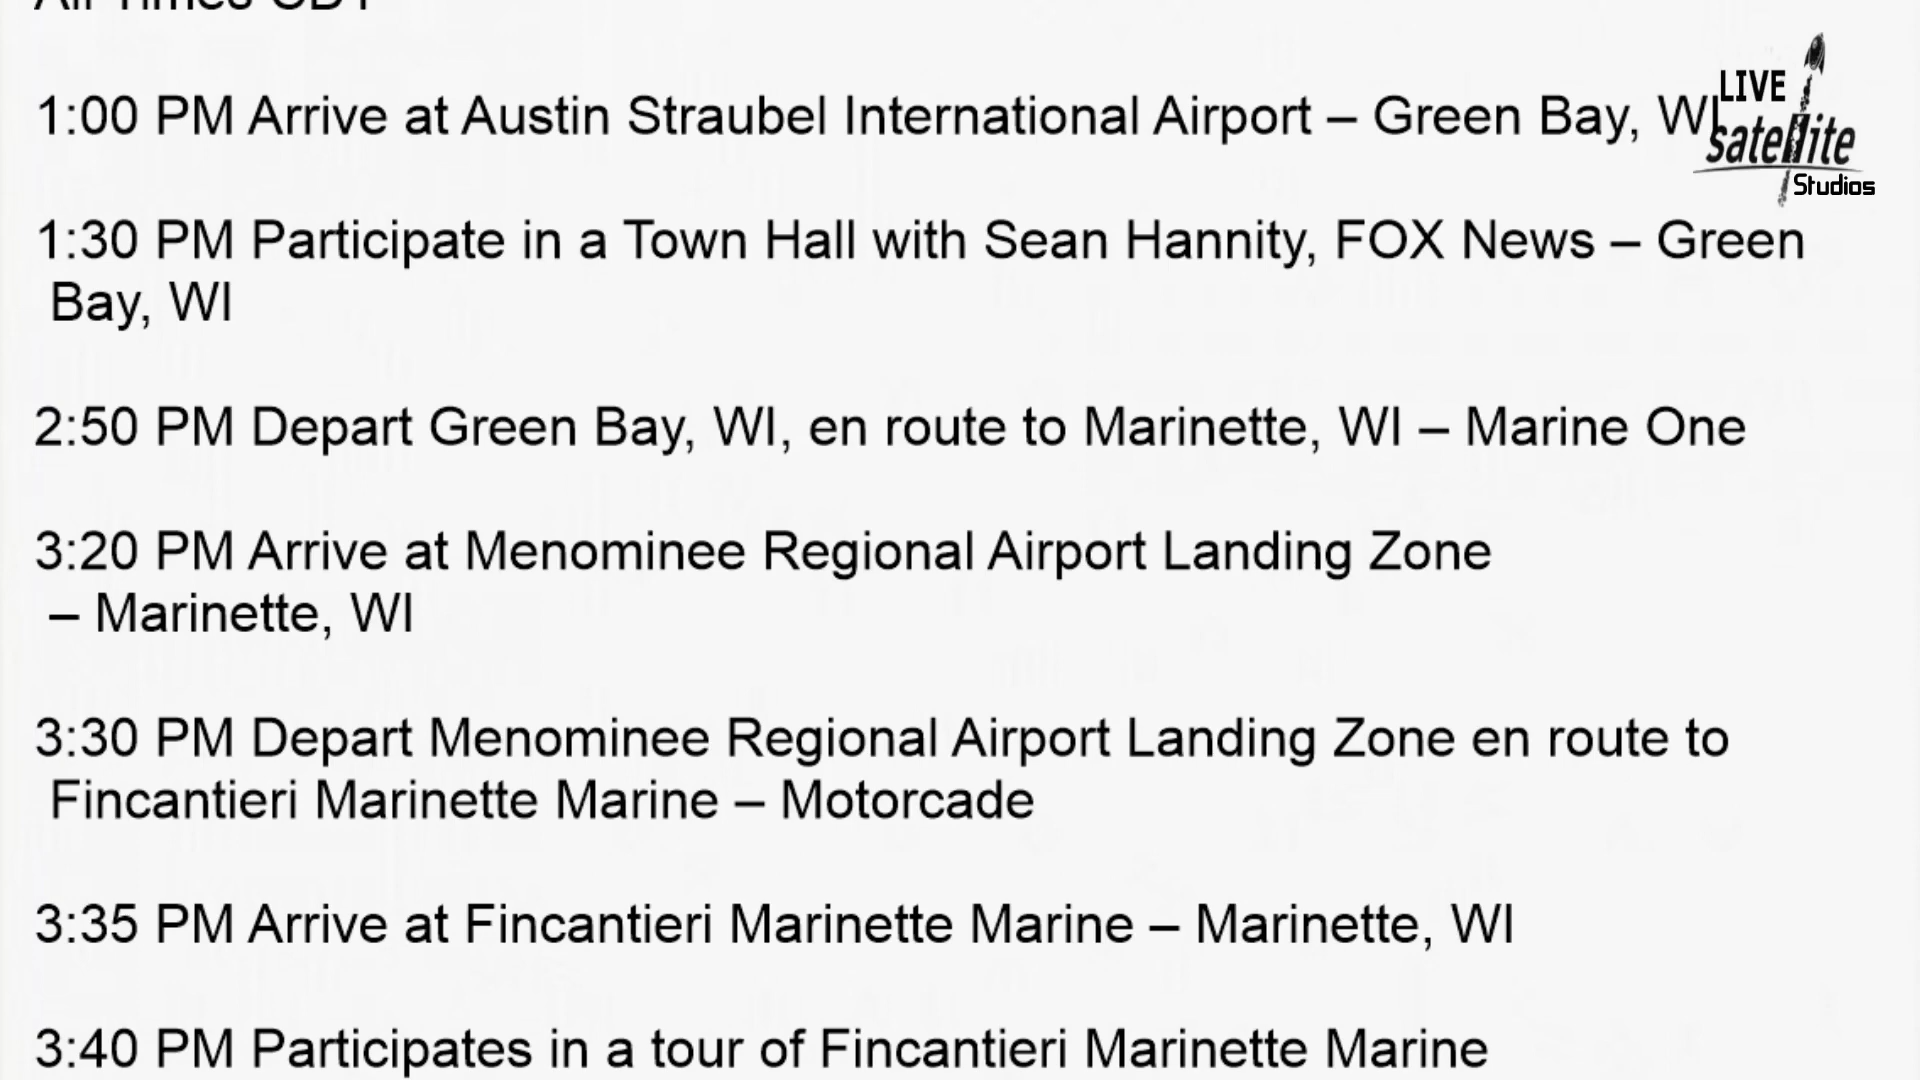 All Times CDT
1:00 PM Arrive at Austin Straubel International Airport – Green Bay, WI
LIVE
satellite
Studios
1:30 PM Participate in a Town Hall with Sean Hannity, FOX News – Green
Bay, WI
2:50 PM Depart Green Bay, WI, en route to Marinette, WI – Marine One
3:20 PM Arrive at Menominee Regional Airport Landing Zone
– Marinette, WI
3:30 PM Depart Menominee Regional Airport Landing Zone en route to
Fincantieri Marinette Marine – Motorcade
3:35 PM Arrive at Fincantieri Marinette Marine – Marinette, WI
3:40 PM Participates in a tour of Fincantieri Marinette Marine